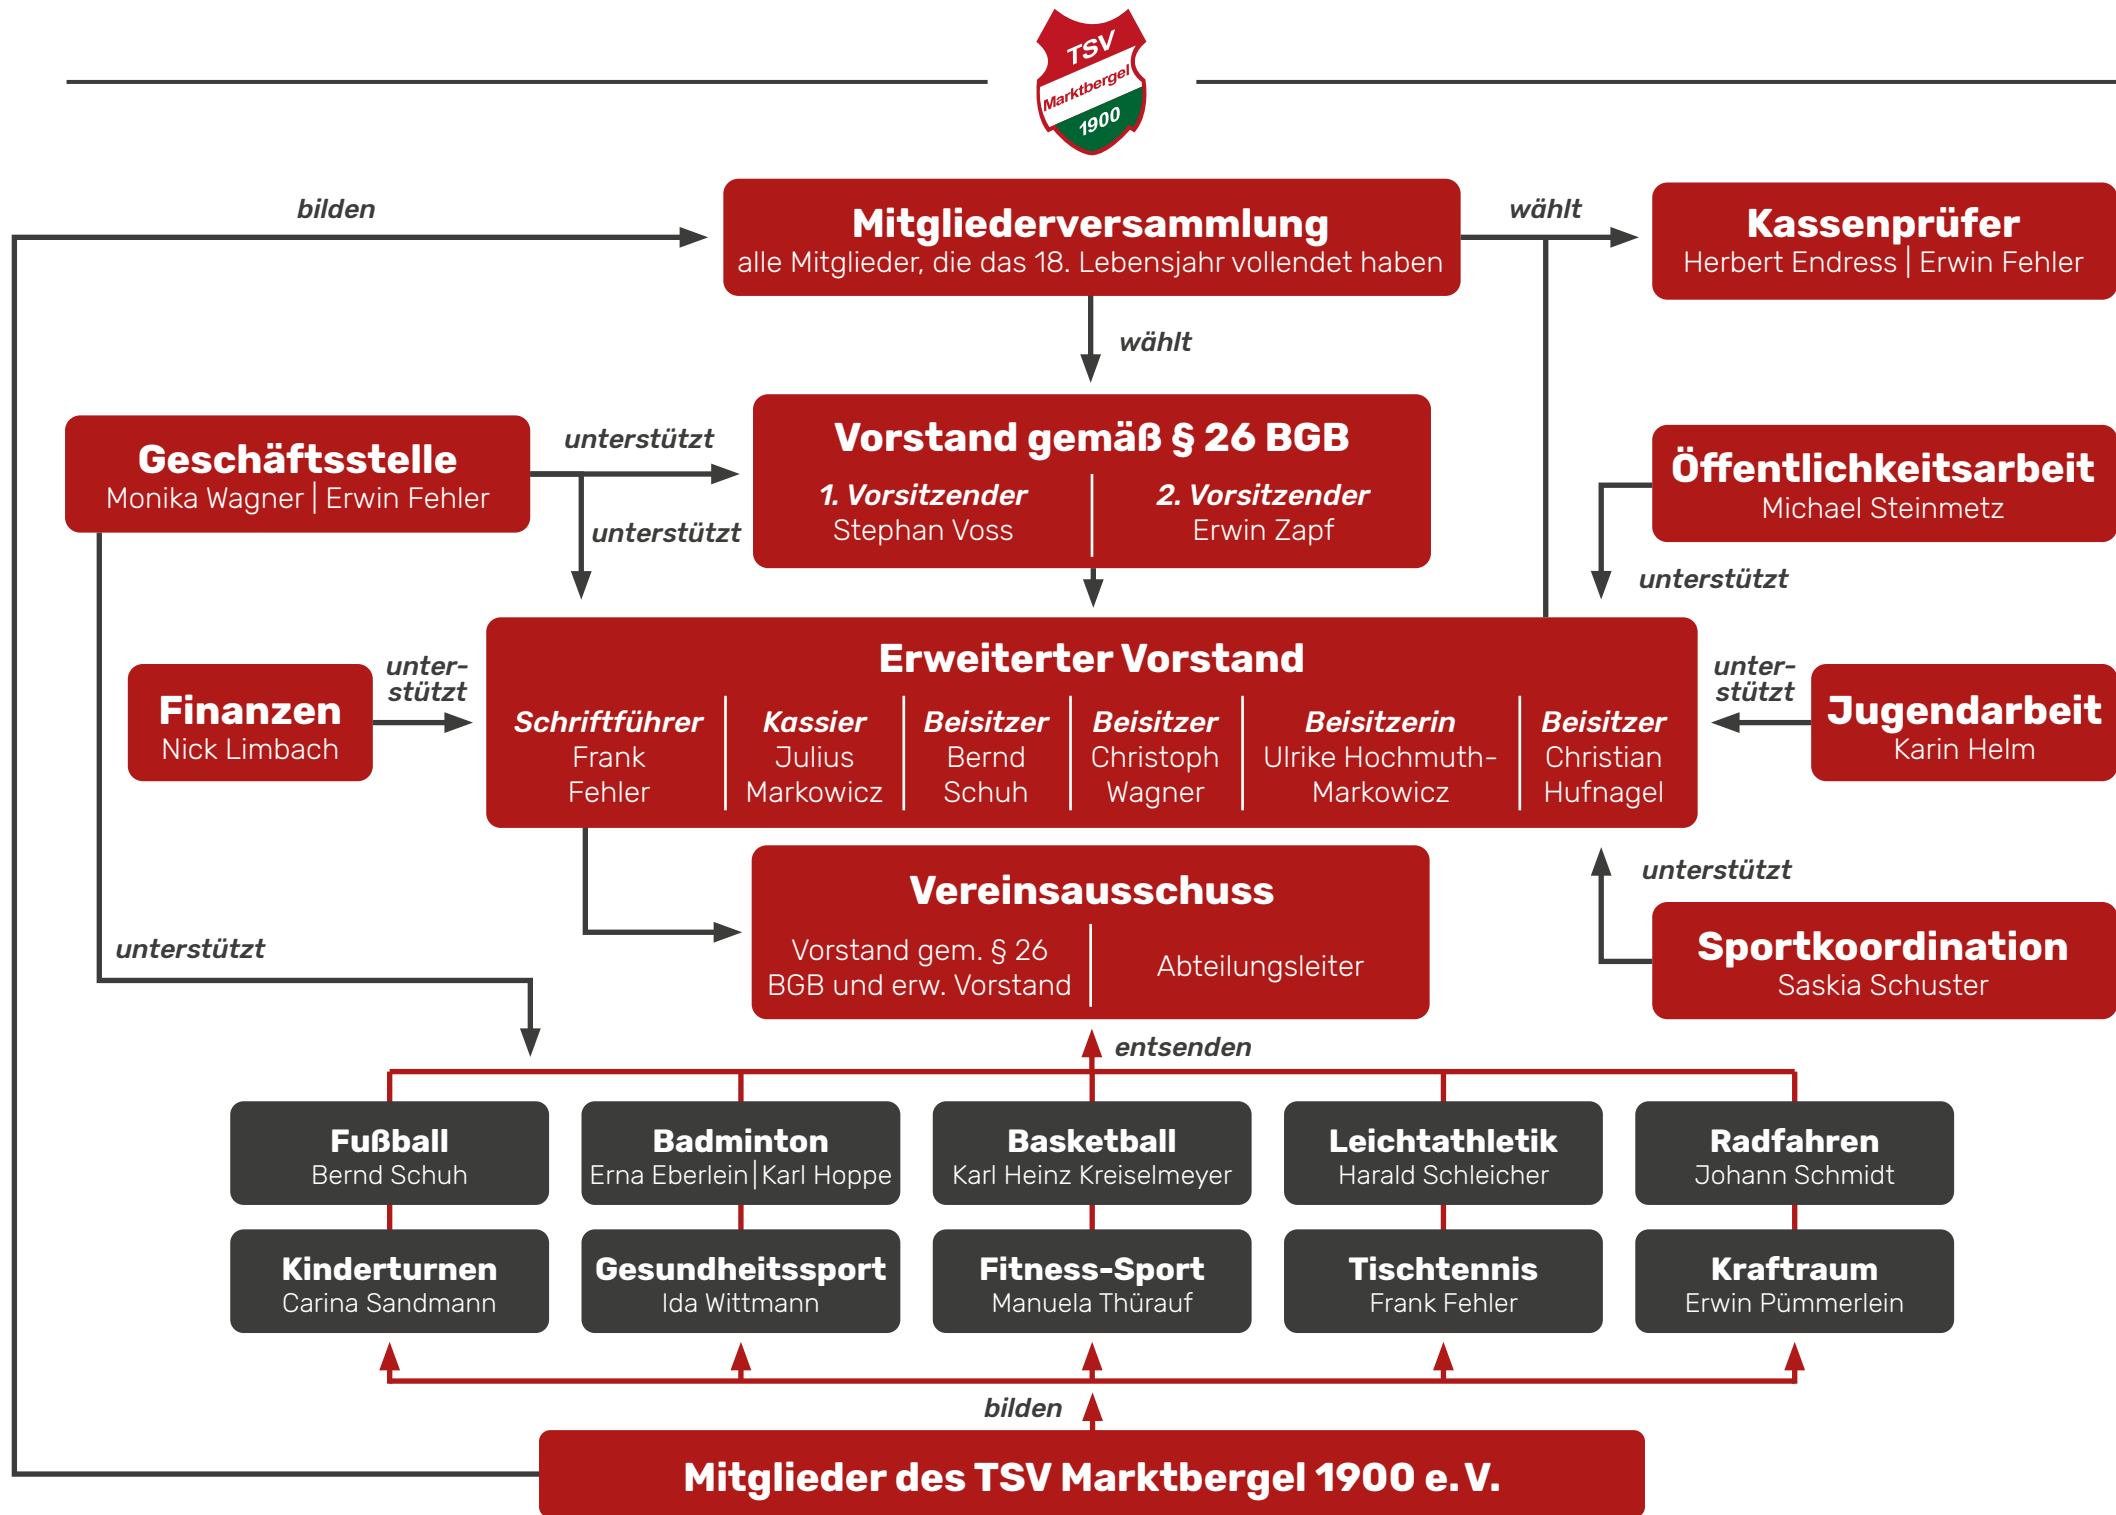 TSV
Marktbergel
1900
bilden
Mitgliederversammlung
alle Mitglieder, die das 18. Lebensjahr vollendet haben
wählt
Kassenprüfer
Herbert Endress | Erwin Fehler
wählt
Geschäftsstelle
Monika Wagner | Erwin Fehler
unterstützt
unterstützt
Vorstand gemäß § 26 BGB
1. Vorsitzender
Stephan Voss
2. Vorsitzender
Erwin Zapf
Öffentlichkeitsarbeit
Michael Steinmetz
unterstützt
Finanzen
Nick Limbach
unter-
stützt
Erweiterter Vorstand
Schriftführer
Frank
Fehler
Kassier
Julius
Markowicz
Beisitzer
Bernd
Schuh
Beisitzer
Christoph
Wagner
Beisitzerin
Ulrike Hochmuth-
Markowicz
Beisitzer
Christian
Hufnagel
unter-
stützt
Jugendarbeit
Karin Helm
Vereinsausschuss
Vorstand gem. § 26
BGB und erw. Vorstand
Abteilungsleiter
unterstützt
Sportkoordination
Saskia Schuster
unterstützt
entsenden
Fußball
Bernd Schuh
Badminton
Erna Eberlein | Karl Hoppe
Basketball
Karl Heinz Kreiselmeyer
Leichtathletik
Harald Schleicher
Radfahren
Johann Schmidt
Kinderturnen
Carina Sandmann
Gesundheitssport
Ida Wittmann
Fitness-Sport
Manuela Thürauf
Tischtennis
Frank Fehler
Kraftraum
Erwin Pümmerlein
bilden
Mitglieder des TSV Marktbergel 1900 e. V.